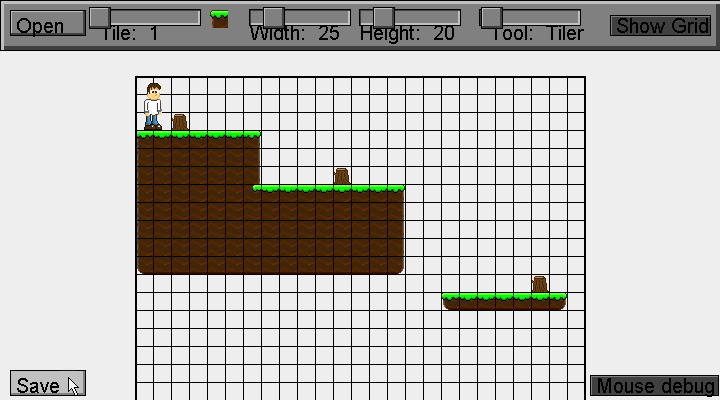 Open
Tile: 1
Width: 25
Height: 20
Tool: Tiler
Show Grid
Save
Mouse debug